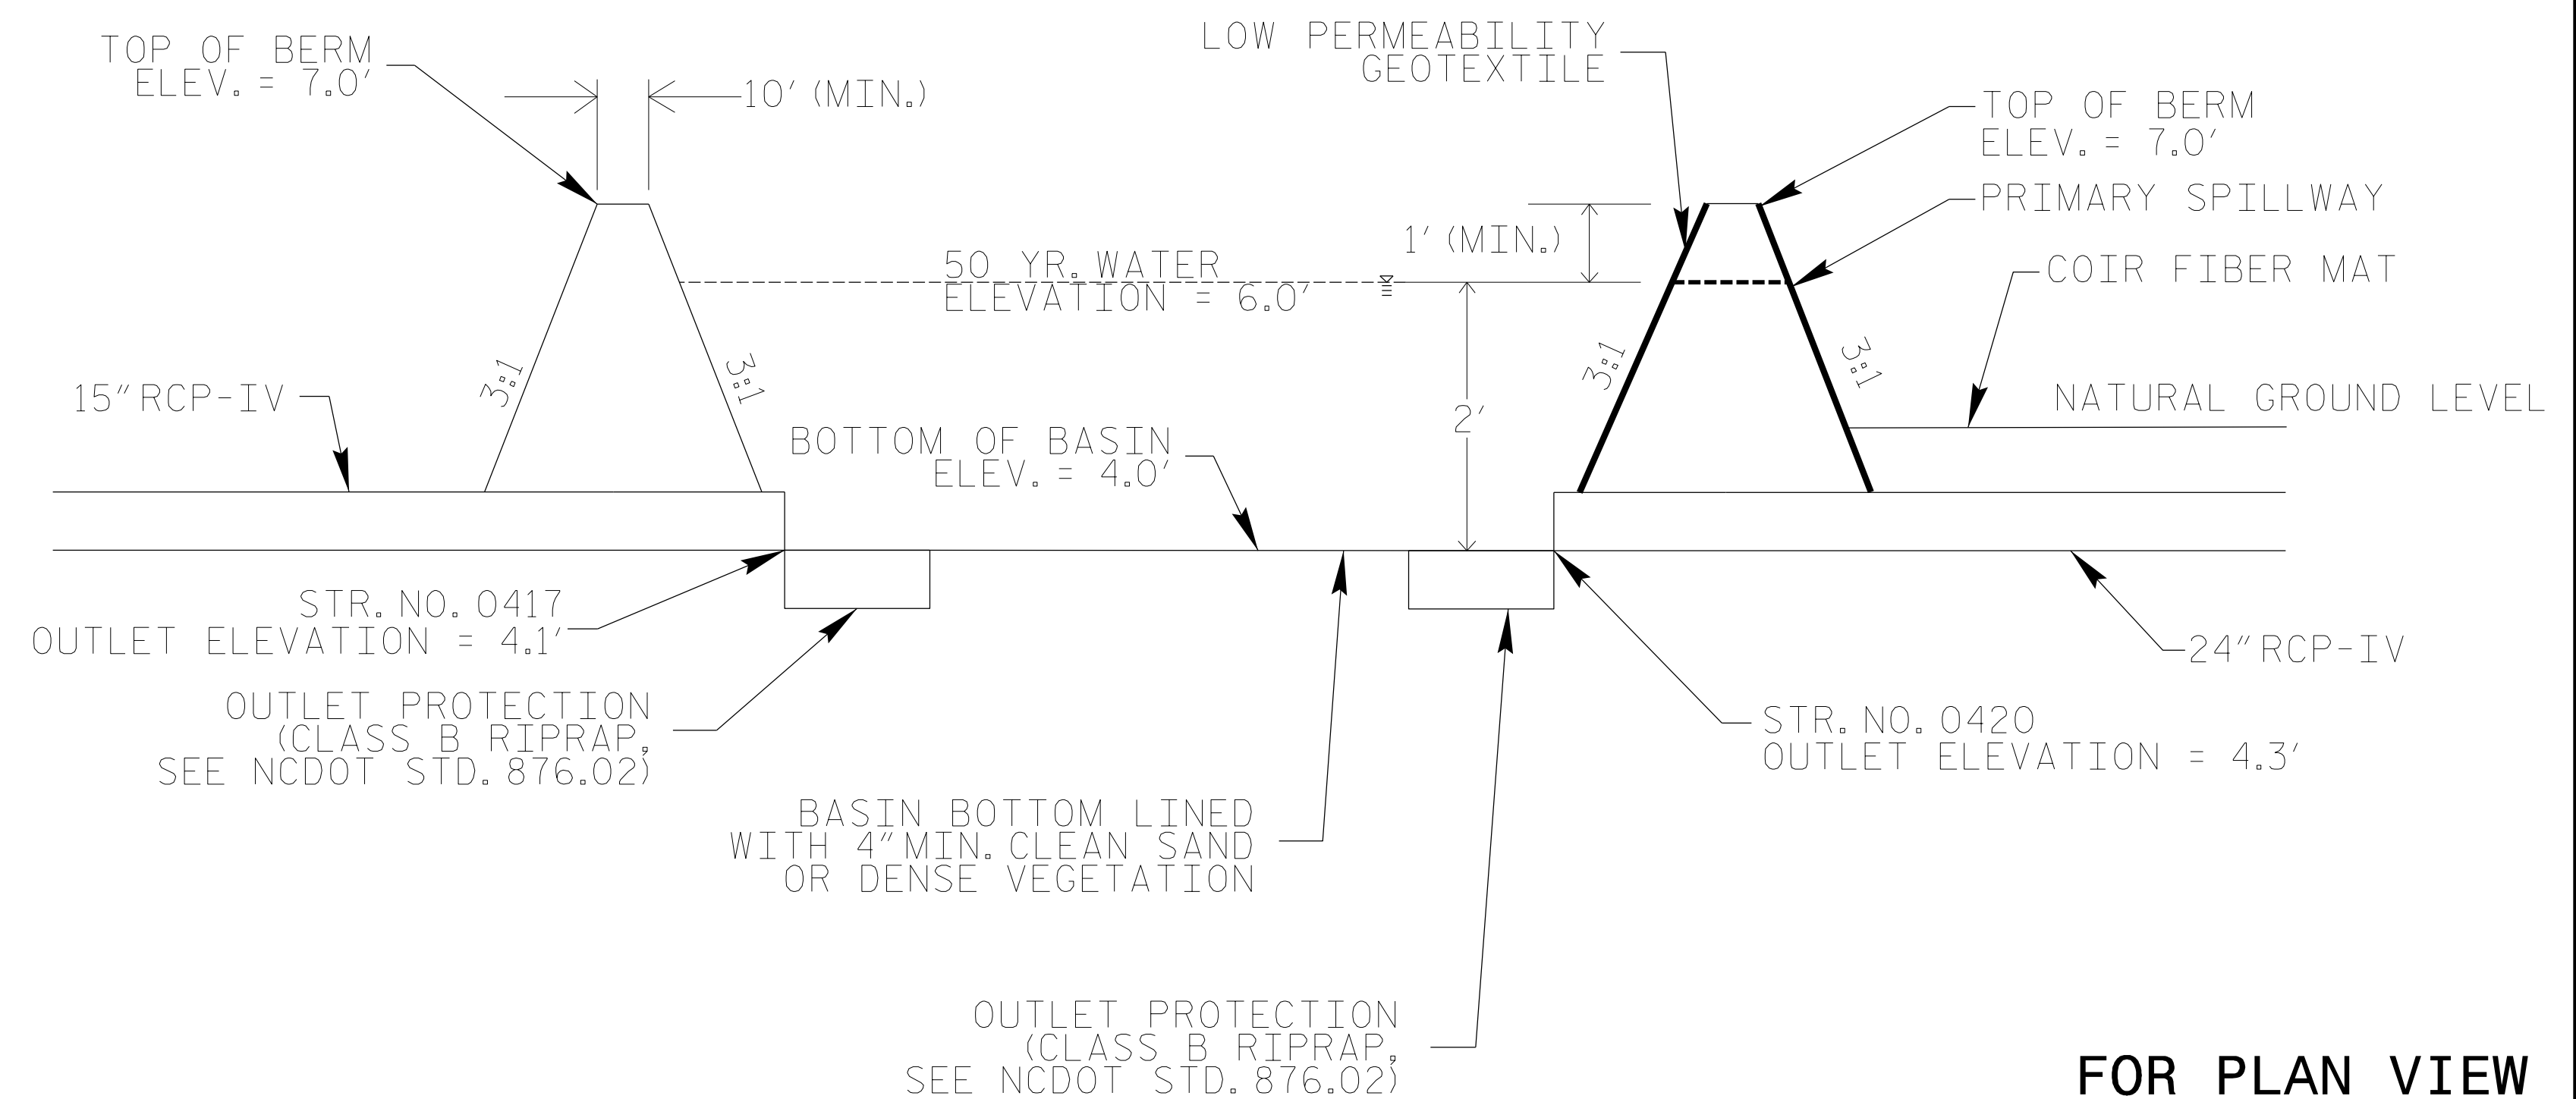 TOP OF BERM
ELEV. = 7.0'
10' (MIN.)
LOW PERMEABILITY
GEOTEXTILE
TOP OF BERM
ELEV. = 7.0'
PRIMARY SPILLWAY
1' (MIN.)
50 YR. WATER
ELEVATION = 6.0'
COIR FIBER MAT
3:1
3:1
3:1
3:1
15" RCP-IV
NATURAL GROUND LEVEL
2'
BOTTOM OF BASIN
ELEV. = 4.0'
STR. NO. 0417
OUTLET ELEVATION = 4.1'
24" RCP-IV
OUTLET PROTECTION
(CLASS B RIPRAP,
SEE NCDOT STD. 876.02)
STR. NO. 0420
OUTLET ELEVATION = 4.3'
BASIN BOTTOM LINED
WITH 4" MIN. CLEAN SAND
OR DENSE VEGETATION
OUTLET PROTECTION
(CLASS B RIPRAP,
SEE NCDOT STD. 876.02)
FOR PLAN VIEW